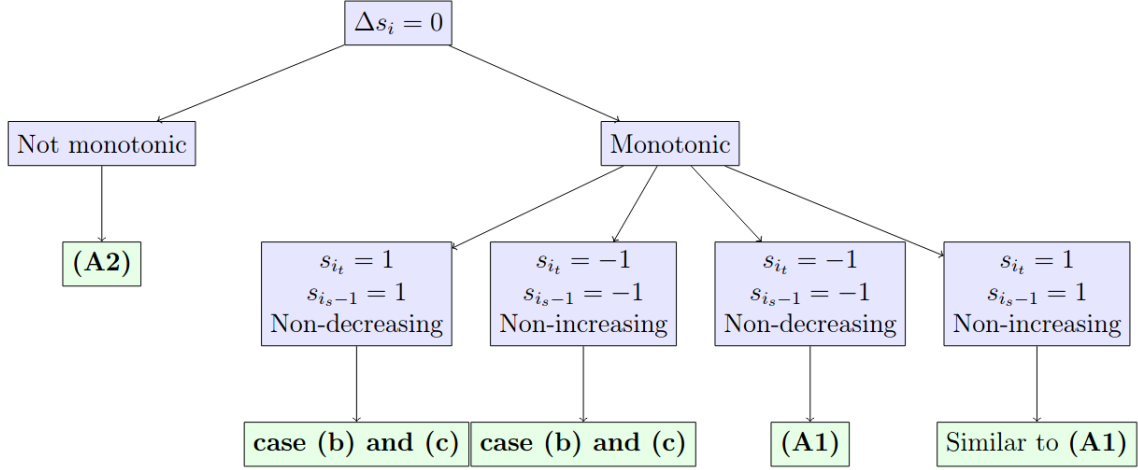 Δs_i = 0
Not monotonic
Monotonic
(A2)
s_{i_t} = 1
s_{i_s−1} = 1
Non-decreasing
s_{i_t} = −1
s_{i_s−1} = −1
Non-increasing
s_{i_t} = −1
s_{i_s−1} = −1
Non-decreasing
s_{i_t} = 1
s_{i_s−1} = 1
Non-increasing
case (b) and (c)
case (b) and (c)
(A1)
Similar to (A1)